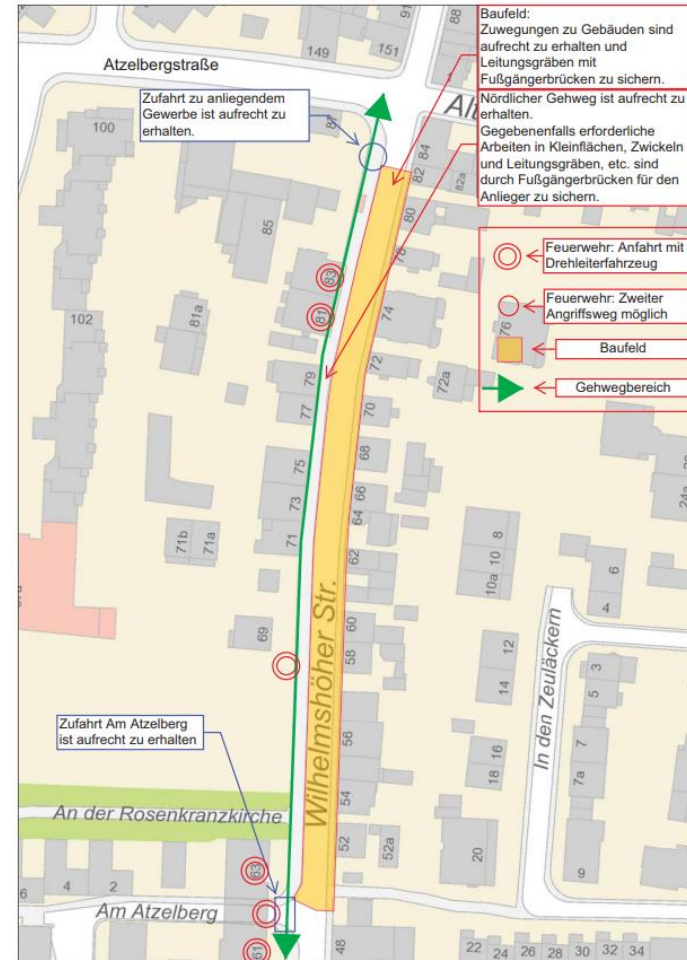 91
88
149
151
Atzelbergstraße
Baufeld:
Zuwegungen zu Gebäuden sind
aufrecht zu erhalten und
Leitungsgräben mit
Fußgängerbrücken zu sichern.
Zufahrt zu anliegendem
Gewerbe ist aufrecht zu
erhalten.
Alt
Nördlicher Gehweg ist aufrecht zu
erhalten.
Gegebenenfalls erforderliche
Arbeiten in Kleinflächen, Zwickeln
und Leitungsgräben, etc. sind
durch Fußgängerbrücken für den
Anlieger zu sichern.
100
87
84
82
82a
80
85
78
Feuerwehr: Anfahrt mit
Drehleiterfahrzeug
83
Feuerwehr: Zweiter
Angriffsweg möglich
81
81a
74
76
102
Baufeld
72
72a
79
Gehwegbereich
77
70
75
68
73
66
64
71
71b
71a
62
8
10
10a
6
4
69
60
58
12
14
3
5
Wilhelmshöher Str.
In den Zeuläckern
Zufahrt Am Atzelberg
ist aufrecht zu erhalten
56
16
18
7
7a
54
An der Rosenkranzkirche
52
52a
20
63
9
6
4
2
Am Atzelberg
61
48
22
24
26
28
30
32
34